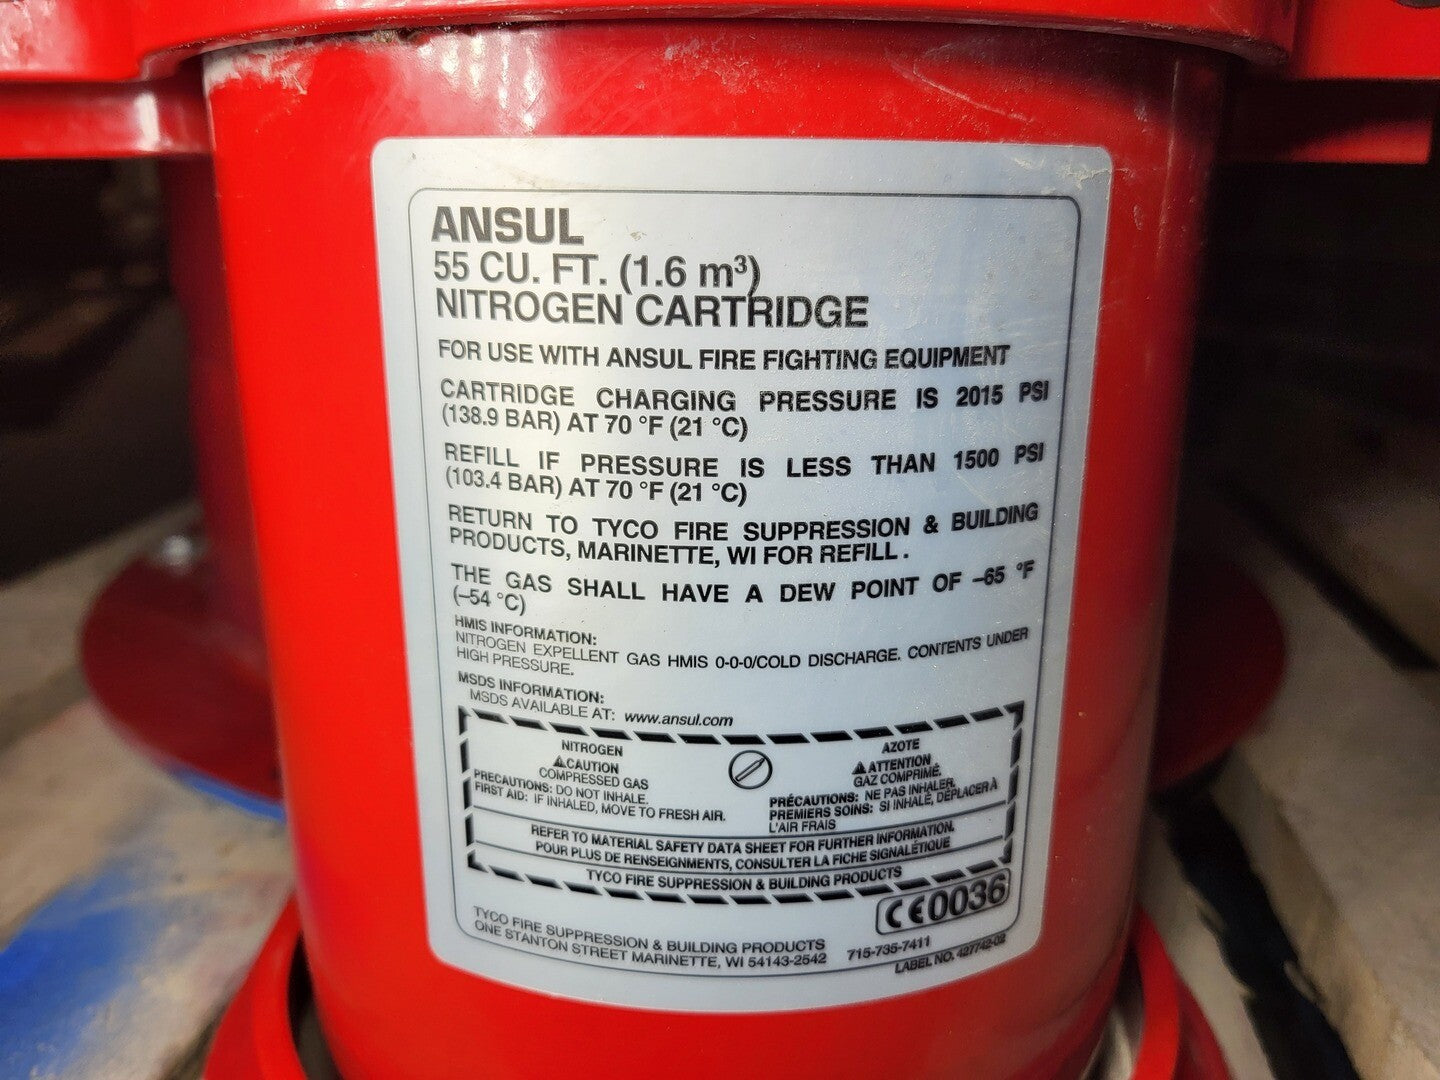 ANSUL
55 CU. FT. (1.6 m³)
NITROGEN CARTRIDGE
FOR USE WITH ANSUL FIRE FIGHTING EQUIPMENT
CARTRIDGE CHARGING PRESSURE IS 2015 PSI
(138.9 BAR) AT 70 °F (21 °C)
REFILL IF PRESSURE IS LESS THAN 1500 PSI
(103.4 BAR) AT 70 °F (21 °C)
RETURN TO TYCO FIRE SUPPRESSION & BUILDING
PRODUCTS, MARINETTE, WI FOR REFILL .
THE GAS SHALL HAVE A DEW POINT OF –65 °F
(–54 °C)
HMIS INFORMATION:
NITROGEN EXPELLENT GAS HMIS 0-0-0/COLD DISCHARGE. CONTENTS UNDER
HIGH PRESSURE.
MSDS INFORMATION:
MSDS AVAILABLE AT: www.ansul.com
NITROGEN
⚠CAUTION
COMPRESSED GAS
PRECAUTIONS: DO NOT INHALE.
FIRST AID: IF INHALED, MOVE TO FRESH AIR.
AZOTE
⚠ATTENTION
GAZ COMPRIMÉ.
PRÉCAUTIONS: NE PAS INHALER.
PREMIERS SOINS: SI INHALÉ, DÉPLACER À
L'AIR FRAIS
REFER TO MATERIAL SAFETY DATA SHEET FOR FURTHER INFORMATION.
POUR PLUS DE RENSEIGNMENTS, CONSULTER LA FICHE SIGNALÉTIQUE
TYCO FIRE SUPPRESSION & BUILDING PRODUCTS
CE0036
TYCO FIRE SUPPRESSION & BUILDING PRODUCTS
ONE STANTON STREET MARINETTE, WI 54143-2542 715-735-7411
LABEL NO. 427742-02